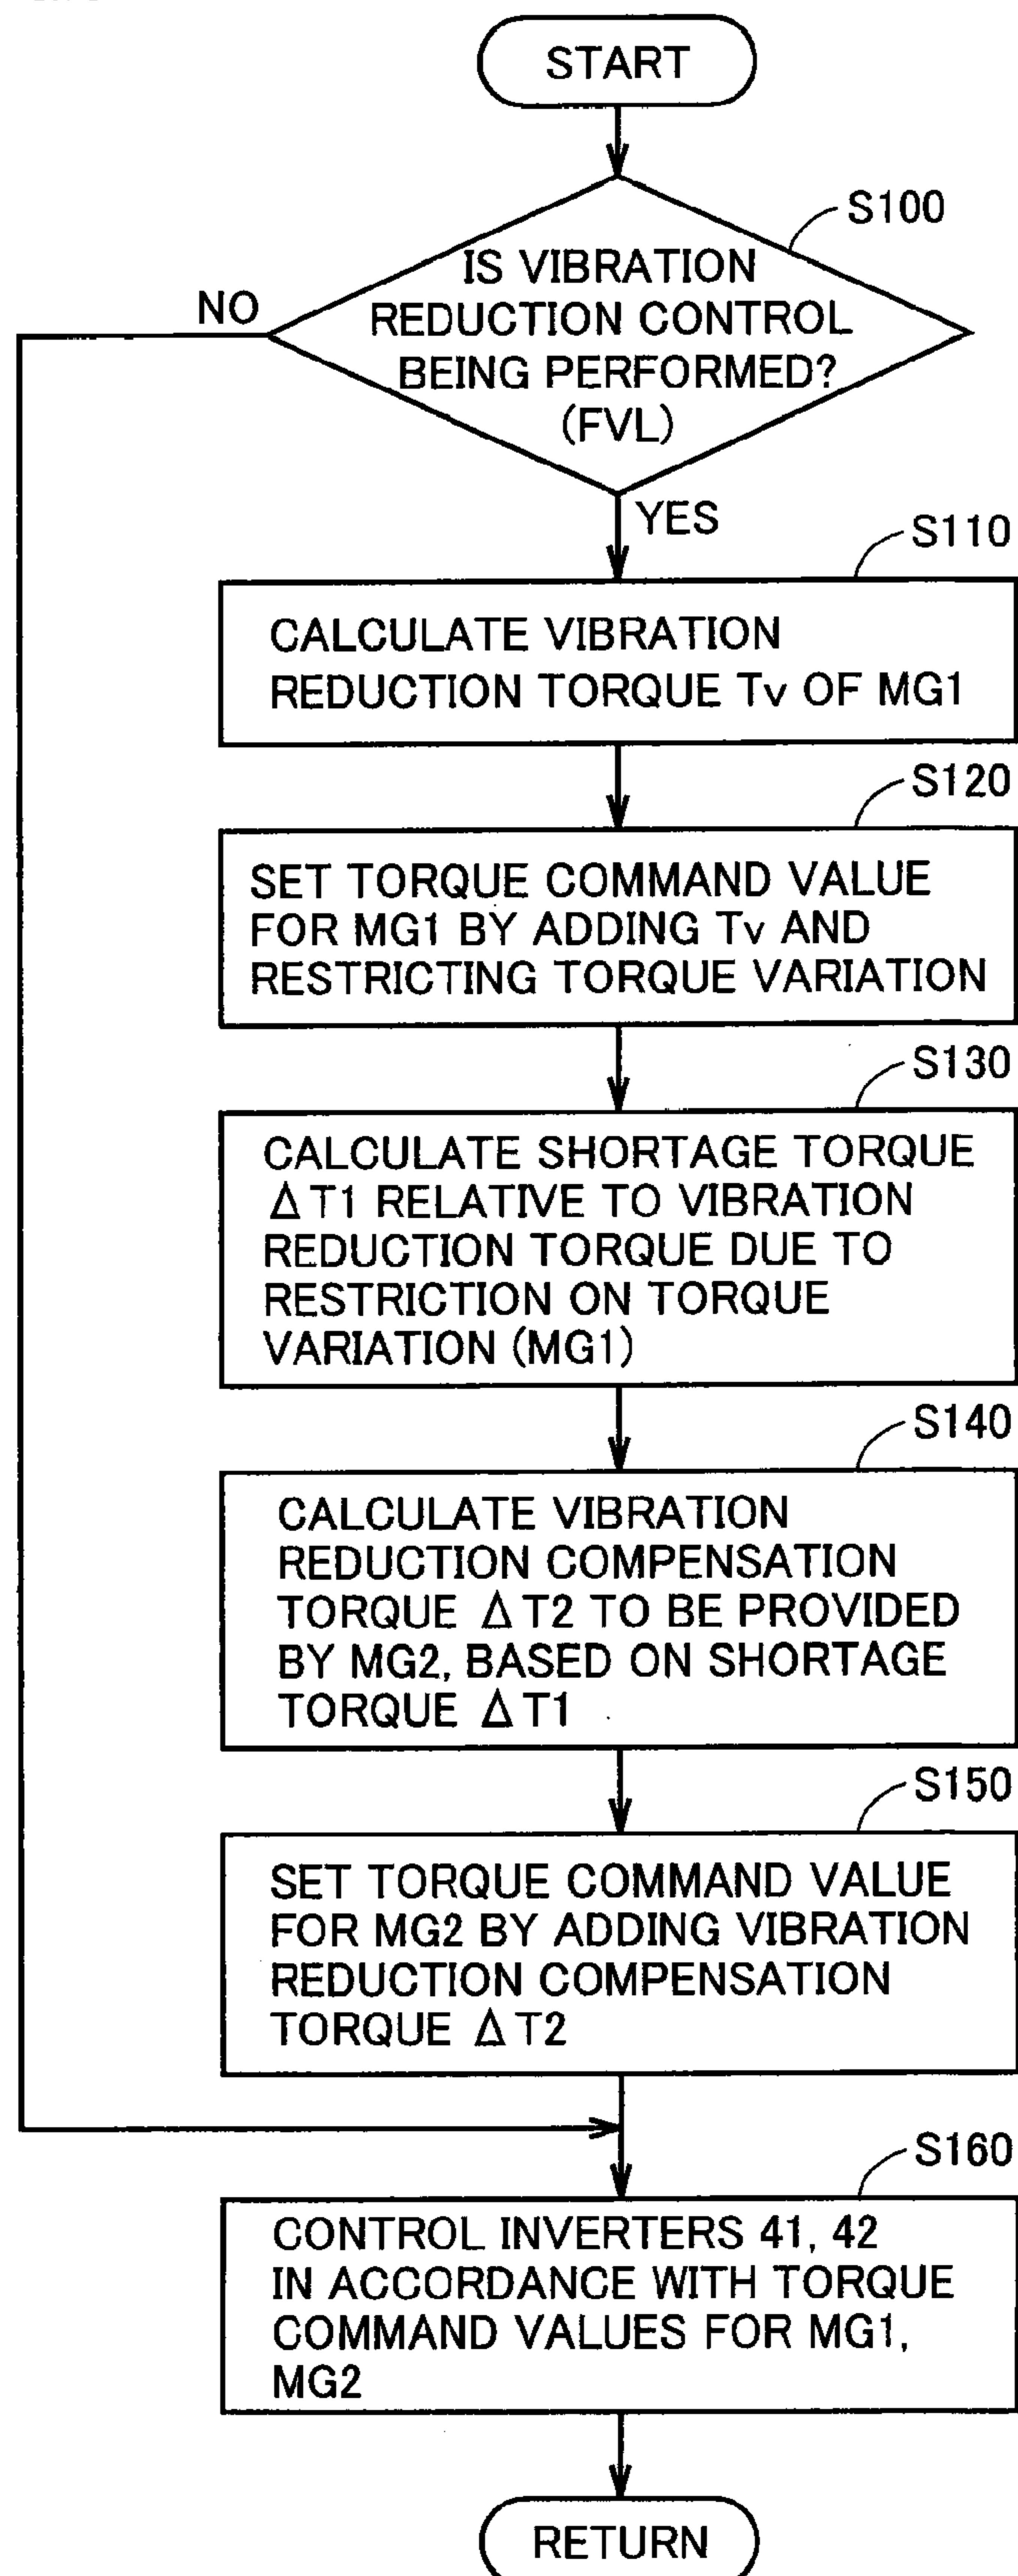 START
S100
IS VIBRATION
REDUCTION CONTROL
BEING PERFORMED?
(FVL)
NO
YES
S110
CALCULATE VIBRATION
REDUCTION TORQUE Tv OF MG1
S120
SET TORQUE COMMAND VALUE
FOR MG1 BY ADDING Tv AND
RESTRICTING TORQUE VARIATION
S130
CALCULATE SHORTAGE TORQUE
ΔT1 RELATIVE TO VIBRATION
REDUCTION TORQUE DUE TO
RESTRICTION ON TORQUE
VARIATION (MG1)
S140
CALCULATE VIBRATION
REDUCTION COMPENSATION
TORQUE ΔT2 TO BE PROVIDED
BY MG2, BASED ON SHORTAGE
TORQUE ΔT1
S150
SET TORQUE COMMAND VALUE
FOR MG2 BY ADDING VIBRATION
REDUCTION COMPENSATION
TORQUE ΔT2
S160
CONTROL INVERTERS 41, 42
IN ACCORDANCE WITH TORQUE
COMMAND VALUES FOR MG1,
MG2
RETURN